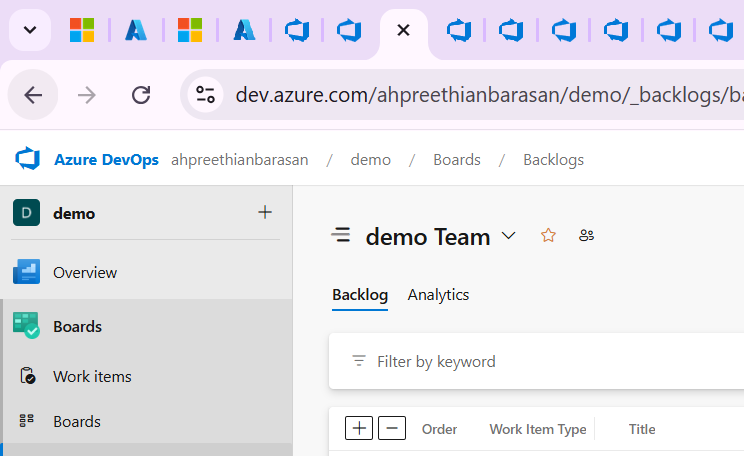 dev.azure.com/ahpreethianbarasan/demo/_backlogs/ba
Azure DevOps ahpreethianbarasan / demo / Boards / Backlogs
D demo +
demo Team
Overview
Backlog Analytics
Boards
Filter by keyword
Work items
Boards
+ − Order Work Item Type Title